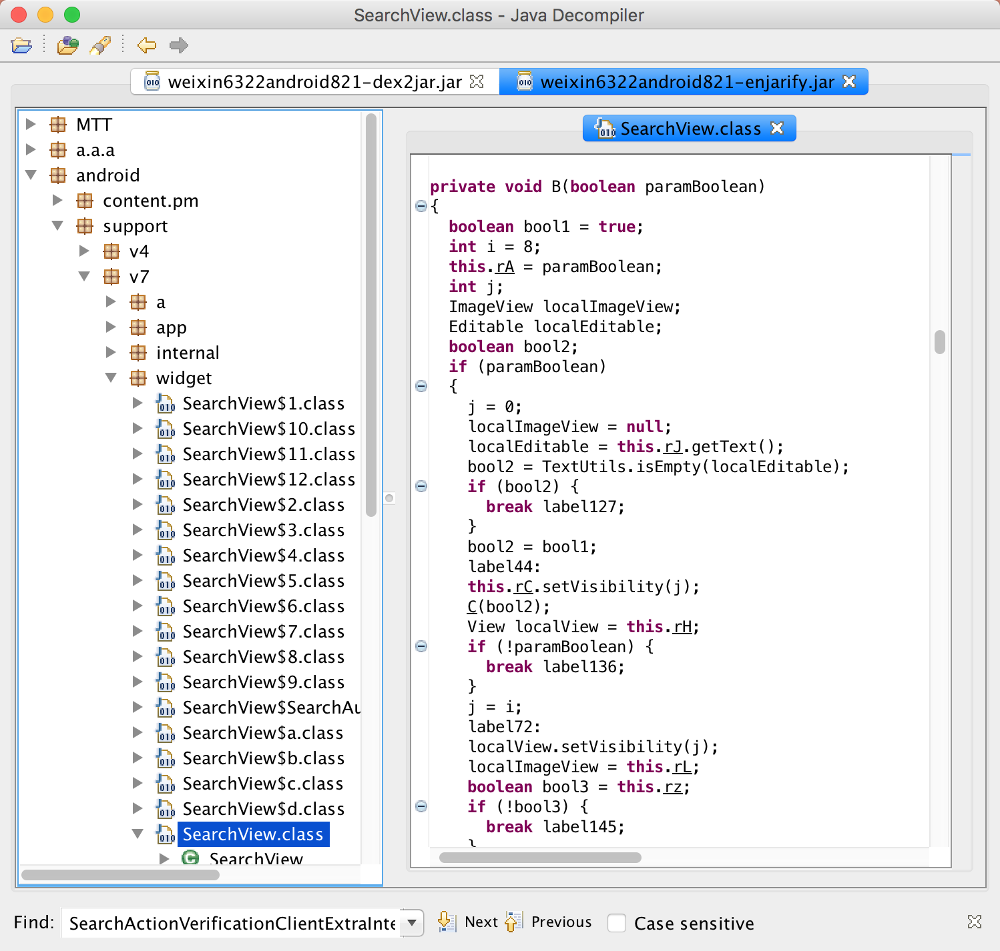 SearchView.class - Java Decompiler
weixin6322android821-dex2jar.jar
weixin6322android821-enjarify.jar
MTT
a.a.a
android
content.pm
support
v4
v7
a
app
internal
widget
SearchView$1.class
SearchView$10.class
SearchView$11.class
SearchView$12.class
SearchView$2.class
SearchView$3.class
SearchView$4.class
SearchView$5.class
SearchView$6.class
SearchView$7.class
SearchView$8.class
SearchView$9.class
SearchView$SearchAu
SearchView$a.class
SearchView$b.class
SearchView$c.class
SearchView$d.class
SearchView.class
SearchView
SearchView.class
private void B(boolean paramBoolean)
{
boolean bool1 = true;
int i = 8;
this.rA = paramBoolean;
int j;
ImageView localImageView;
Editable localEditable;
boolean bool2;
if (paramBoolean)
{
j = 0;
localImageView = null;
localEditable = this.rJ.getText();
bool2 = TextUtils.isEmpty(localEditable);
if (bool2) {
break label127;
}
bool2 = bool1;
label44:
this.rC.setVisibility(j);
C(bool2);
View localView = this.rH;
if (!paramBoolean) {
break label136;
}
j = i;
label72:
localView.setVisibility(j);
localImageView = this.rL;
boolean bool3 = this.rz;
if (!bool3) {
break label145;
}
Find: SearchActionVerificationClientExtraInte Next Previous Case sensitive